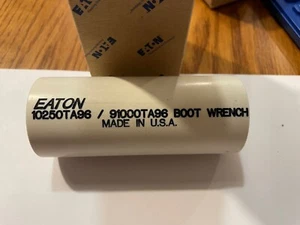 E·T·N
EATON
10250TA96 / 91000TA96 BOOT WRENCH
MADE IN U.S.A.